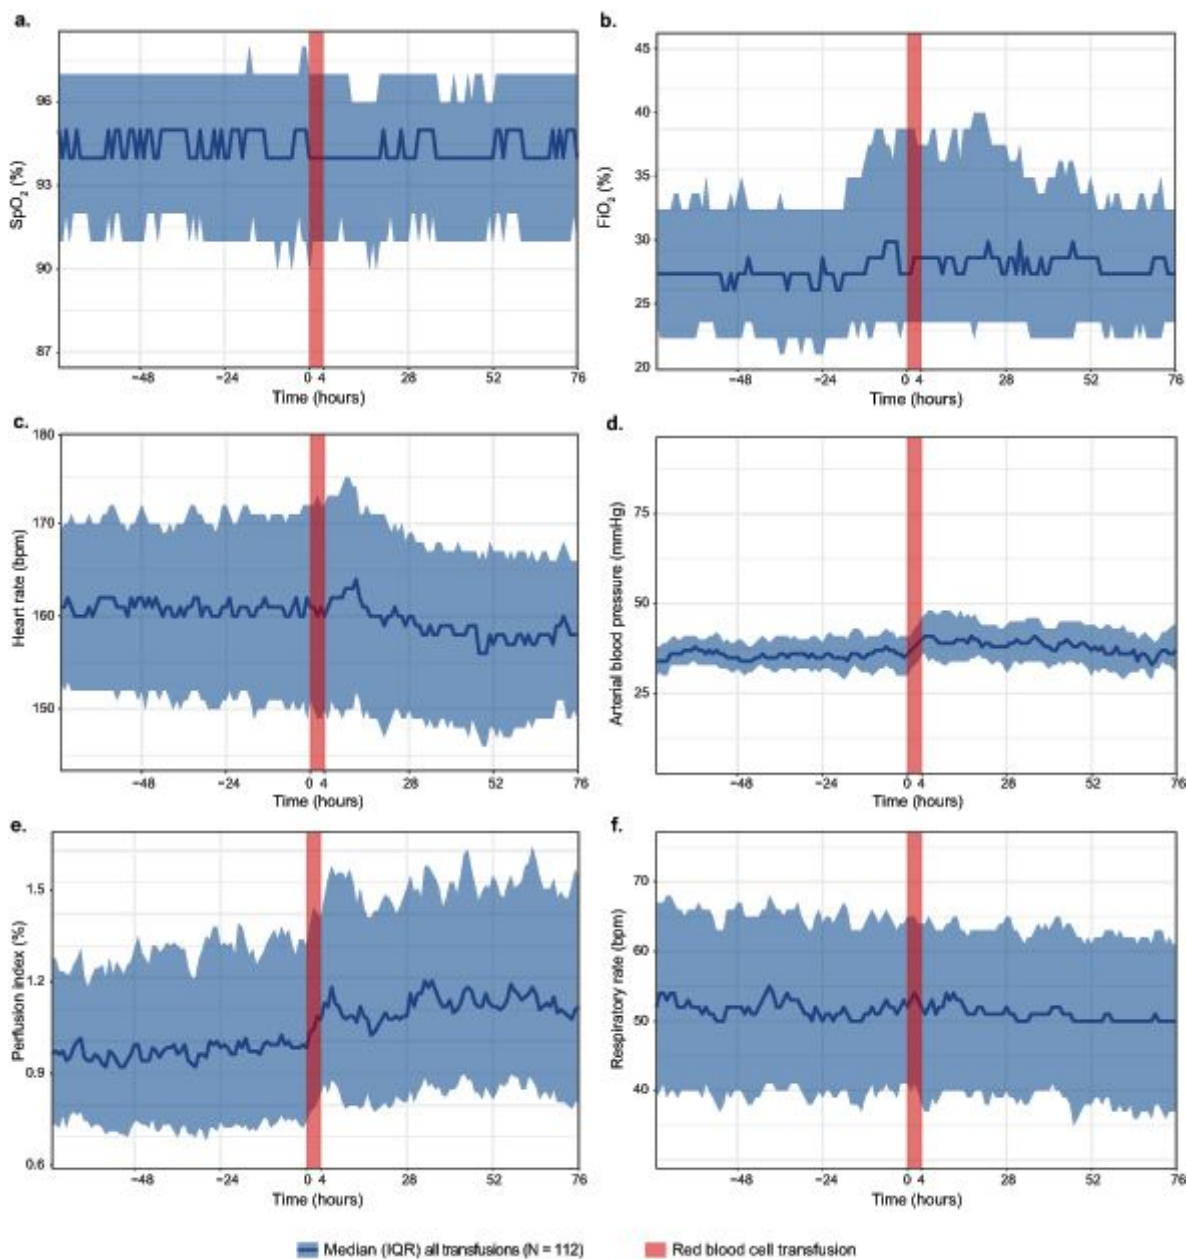 a.
b.
96
93
90
87
SpO₂ (%)
−48 −24 0 4 28 52 76
Time (hours)
45
40
35
30
25
20
FiO₂ (%)
−48 −24 0 4 28 52 76
Time (hours)
c.
d.
180
170
160
150
Heart rate (bpm)
−48 −24 0 4 28 52 76
Time (hours)
75
50
25
Arterial blood pressure (mmHg)
−48 −24 0 4 28 52 76
Time (hours)
e.
f.
1.5
1.2
0.9
0.6
Perfusion index (%)
−48 −24 0 4 28 52 76
Time (hours)
70
60
50
40
Respiratory rate (bpm)
−48 −24 0 4 28 52 76
Time (hours)
Median (IQR) all transfusions (N = 112)
Red blood cell transfusion